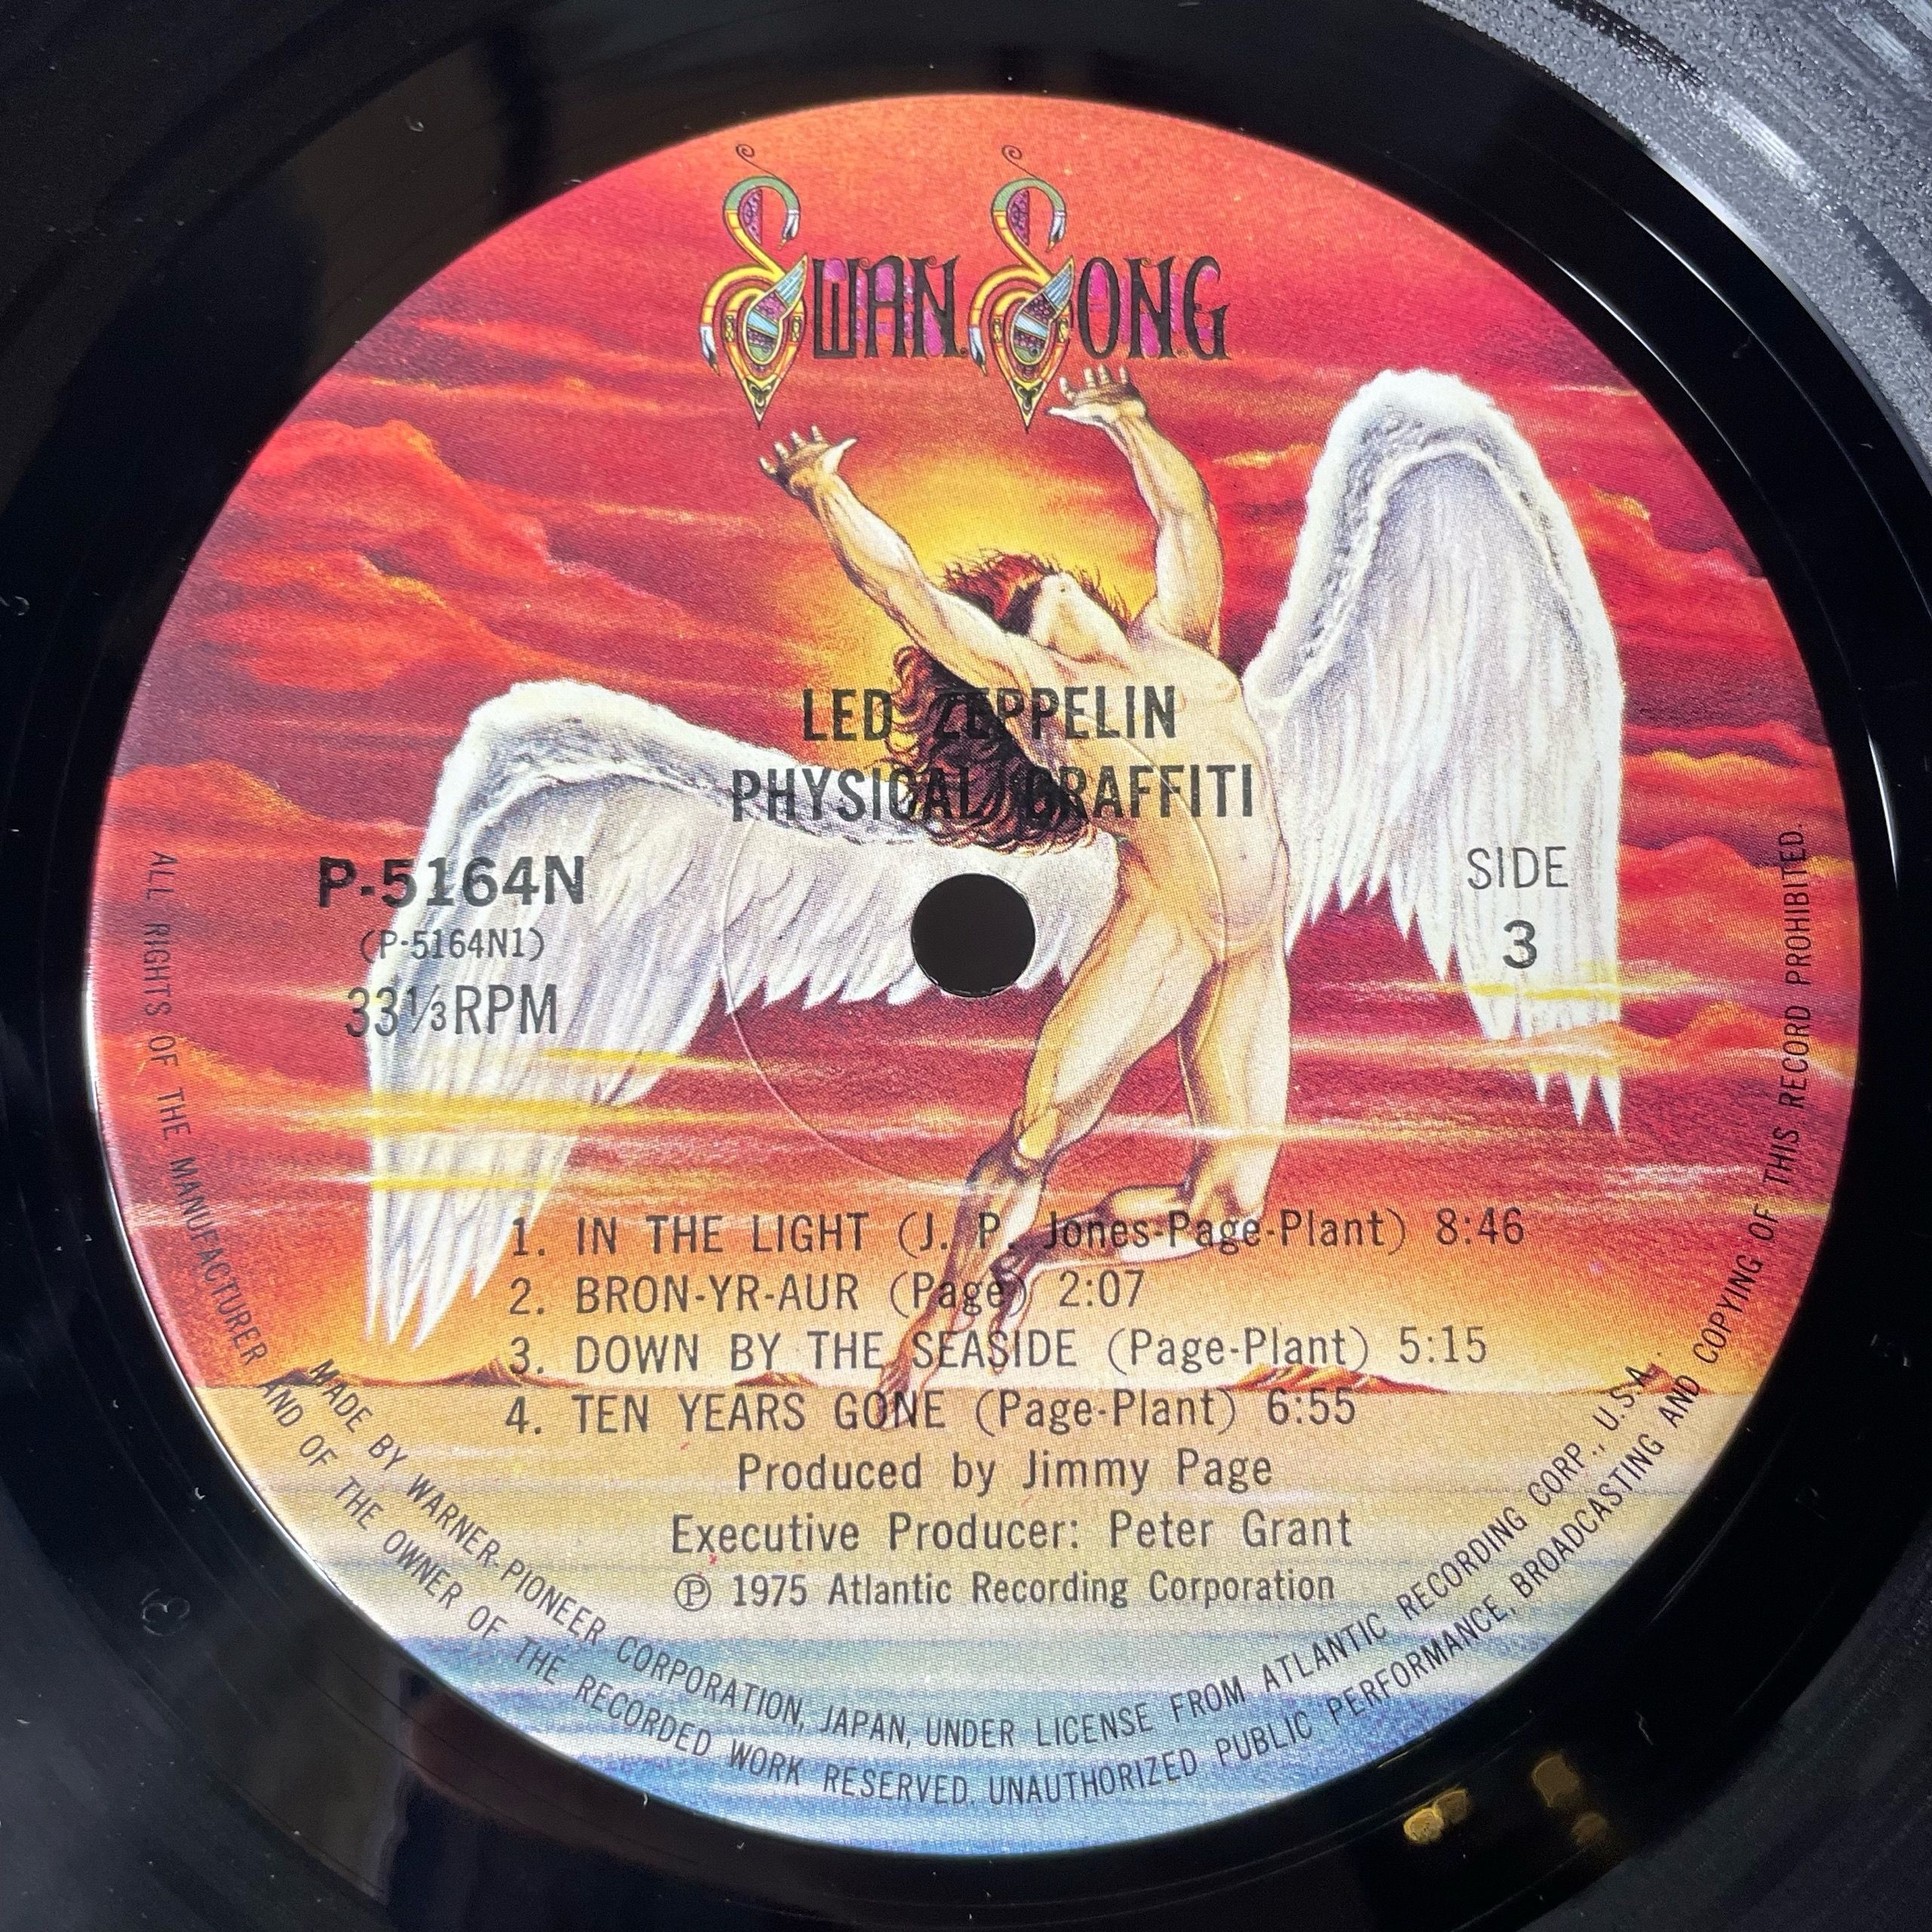 SWAN SONG
LED ZEPPELIN
PHYSICAL GRAFFITI
P-5164N
(P-5164N1)
33⅓RPM
SIDE
3
1. IN THE LIGHT (J. P. Jones-Page-Plant) 8:46
2. BRON-YR-AUR (Page) 2:07
3. DOWN BY THE SEASIDE (Page-Plant) 5:15
4. TEN YEARS GONE (Page-Plant) 6:55
Produced by Jimmy Page
Executive Producer: Peter Grant
Ⓟ 1975 Atlantic Recording Corporation
MADE BY WARNER-PIONEER CORPORATION, JAPAN, UNDER LICENSE FROM ATLANTIC RECORDING CORP., U.S.A.
ALL RIGHTS OF THE MANUFACTURER AND OF THE OWNER OF THE RECORDED WORK RESERVED. UNAUTHORIZED PUBLIC PERFORMANCE, BROADCASTING AND COPYING OF THIS RECORD PROHIBITED.
3